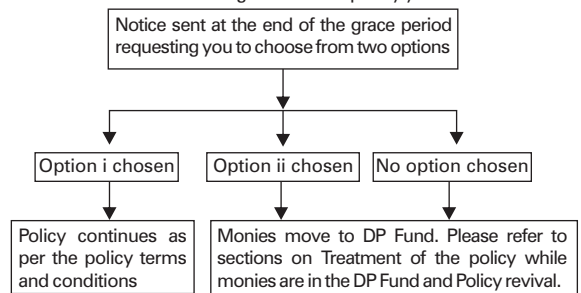 Notice sent at the end of the grace period
requesting you to choose from two options
Option i chosen
Option ii chosen
No option chosen
Policy continues as
per the policy terms
and conditions
Monies move to DP Fund. Please refer to
sections on Treatment of the policy while
monies are in the DP Fund and Policy revival.